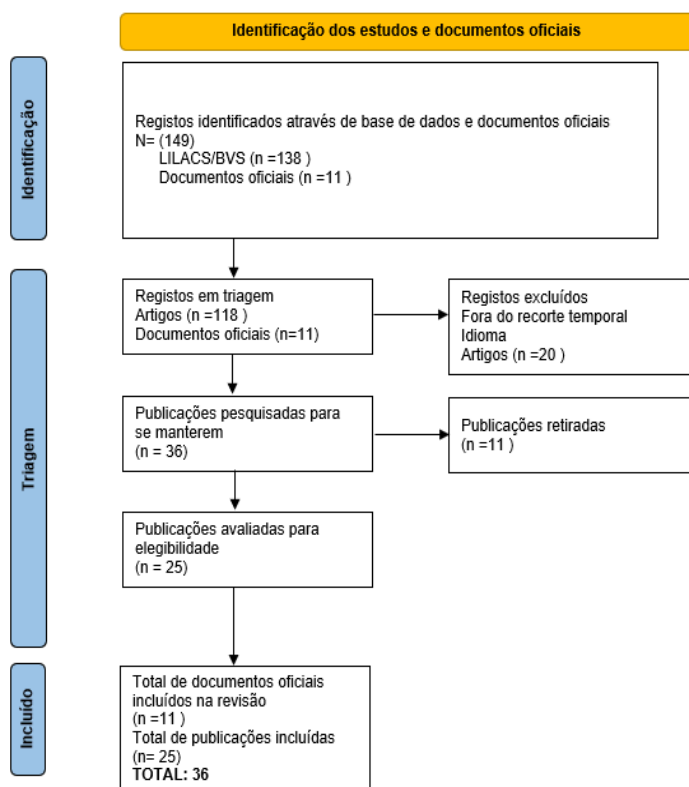 Identificação dos estudos e documentos oficiais
Identificação
Registos identificados através de base de dados e documentos oficiais
N= (149)
LILACS/BVS (n =138 )
Documentos oficiais (n =11 )
Triagem
Registos em triagem
Artigos (n =118 )
Documentos oficiais (n=11)
Registos excluídos
Fora do recorte temporal
Idioma
Artigos (n =20 )
Publicações pesquisadas para
se manterem
(n = 36)
Publicações retiradas
(n =11 )
Publicações avaliadas para
elegibilidade
(n = 25)
Incluído
Total de documentos oficiais
incluídos na revisão
(n =11 )
Total de publicações incluídas
(n= 25)
TOTAL: 36